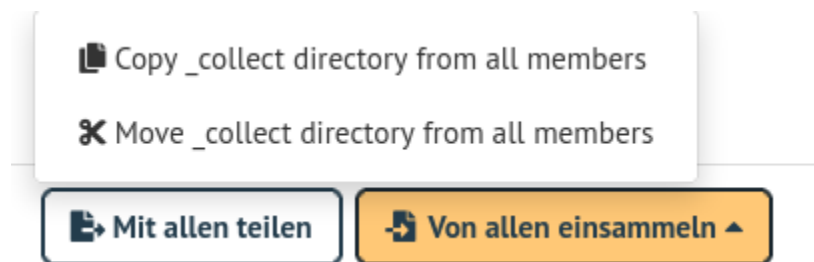 Copy _collect directory from all members
Move _collect directory from all members
Mit allen teilen
Von allen einsammeln